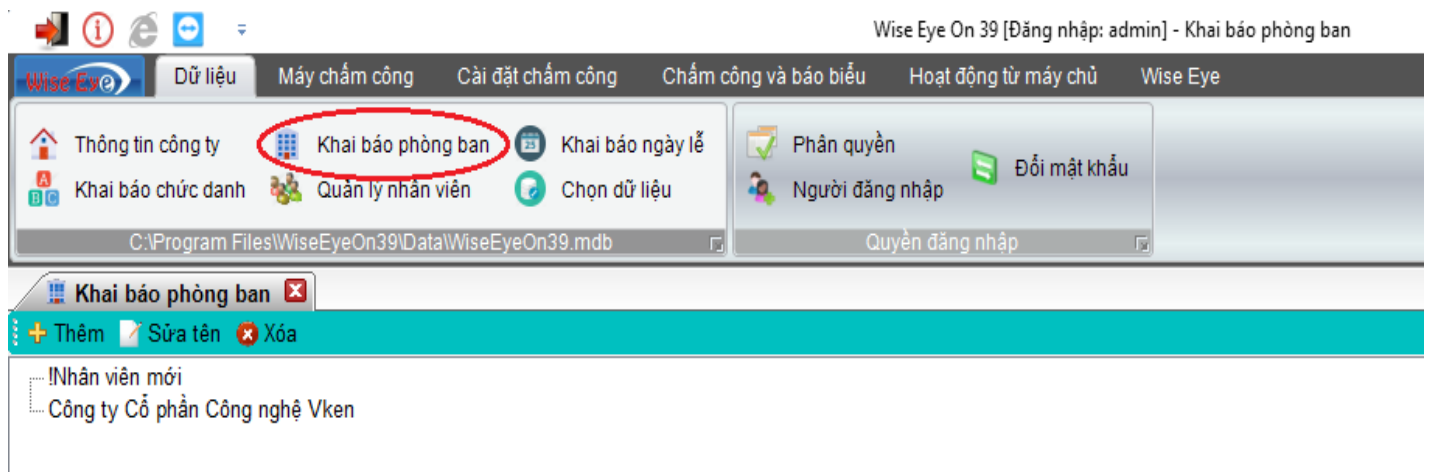 Wise Eye On 39 [Đăng nhập: admin] - Khai báo phòng ban
Wise Eye Dữ liệu Máy chấm công Cài đặt chấm công Chấm công và báo biểu Hoạt động từ máy chủ Wise Eye
Thông tin công ty Khai báo phòng ban 25 Khai báo ngày lễ Phân quyền
Đổi mật khẩu
A B C Khai báo chức danh Quản lý nhân viên Chọn dữ liệu Người đăng nhập
C:\Program Files\WiseEyeOn39\Data\WiseEyeOn39.mdb Quyền đăng nhập
Khai báo phòng ban
Thêm Sửa tên Xóa
!Nhân viên mới
Công ty Cổ phần Công nghệ Vken